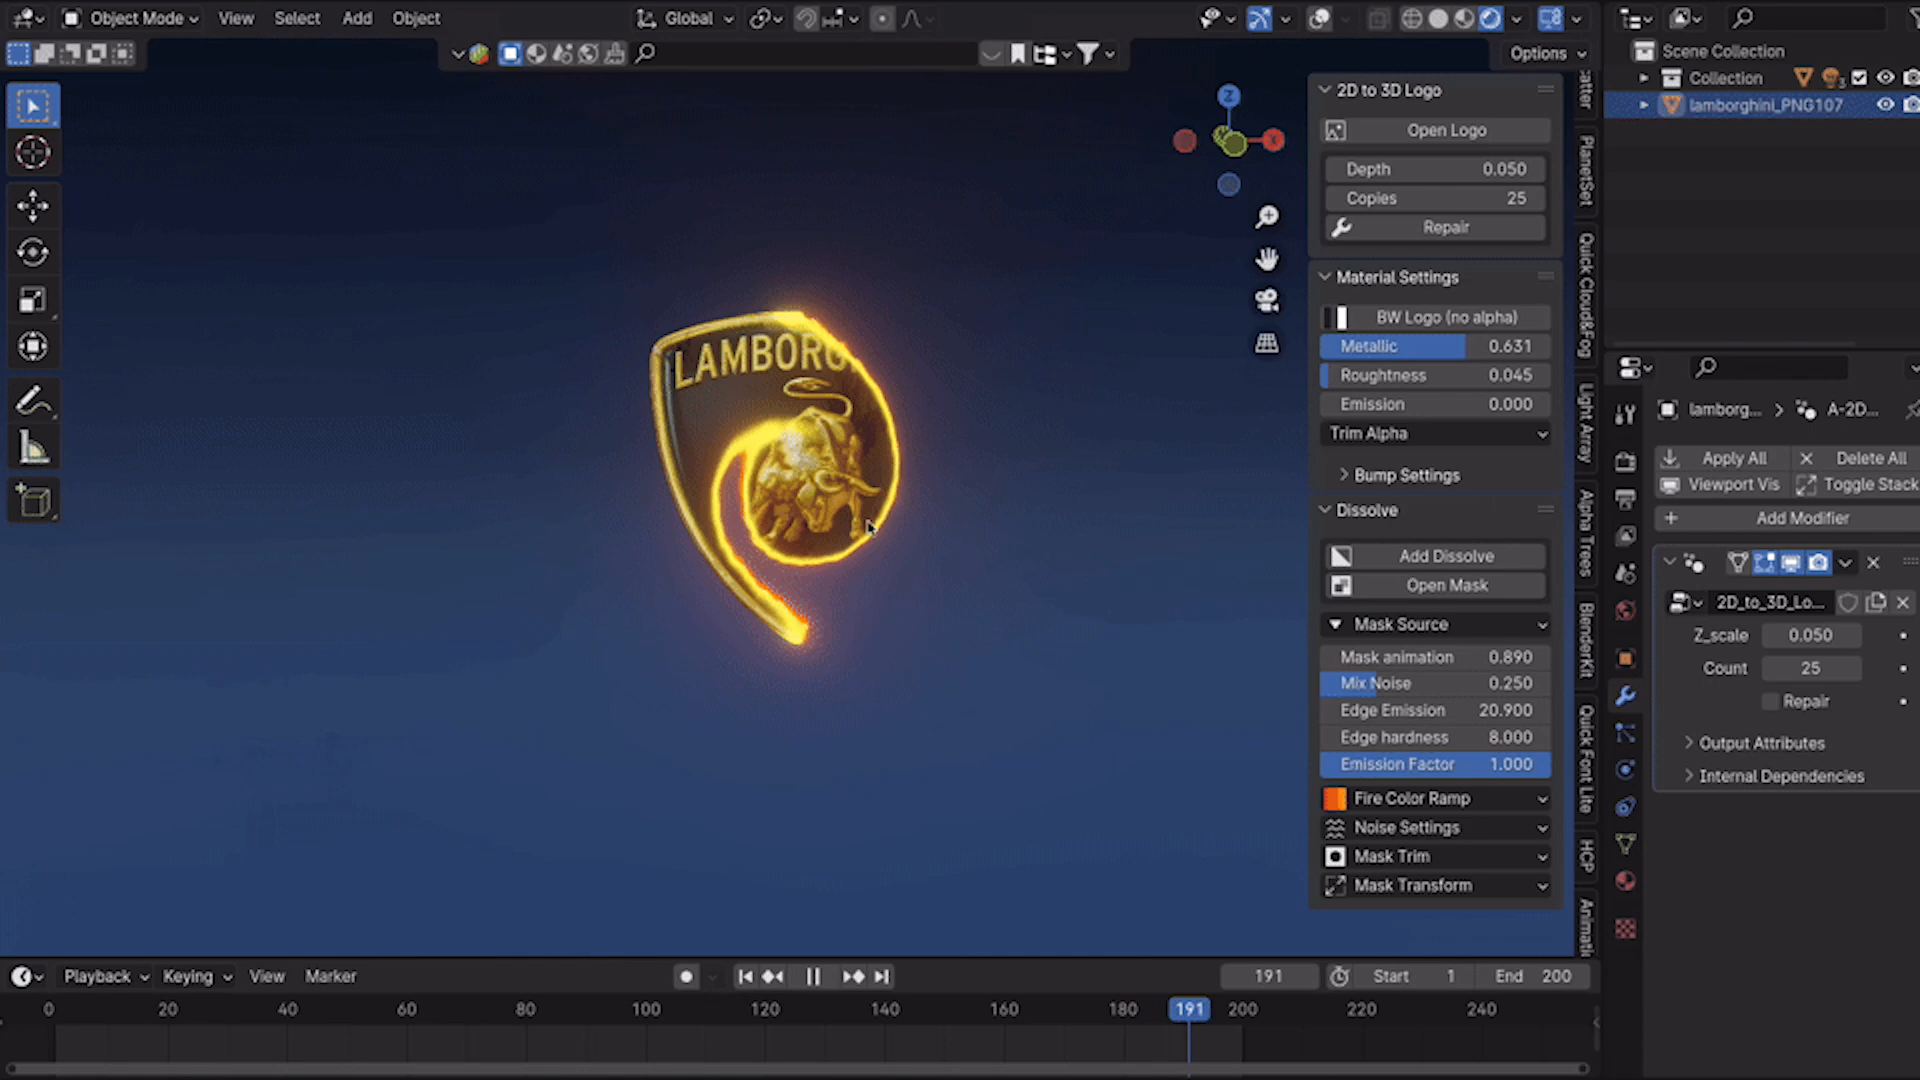 Object Mode View Select Add Object Global
Options
2D to 3D Logo
Open Logo
Depth 0.050
Copies 25
Repair
Material Settings
BW Logo (no alpha)
Metallic 0.631
Roughtness 0.045
Emission 0.000
Trim Alpha
Bump Settings
Dissolve
Add Dissolve
Open Mask
Mask Source
Mask animation 0.890
Mix Noise 0.250
Edge Emission 20.900
Edge hardness 8.000
Emission Factor 1.000
Fire Color Ramp
Noise Settings
Mask Trim
Mask Transform
Z
X
LAMBORG
atter
PlanetSet
Quick Cloud&Fog
Light Array
Alpha Trees
BlenderKit
Quick Font Lite
HCP
Animati
Scene Collection
Collection 3
lamborghini_PNG107
lamborg... A-2D...
Apply All Delete All
Viewport Vis Toggle Stack
Add Modifier
2D_to_3D_Lo...
Z_scale 0.050
Count 25
Repair
Output Attributes
Internal Dependencies
Playback Keying View Marker 191 Start 1 End 200
0 20 40 60 80 100 120 140 160 180 191 200 220 240